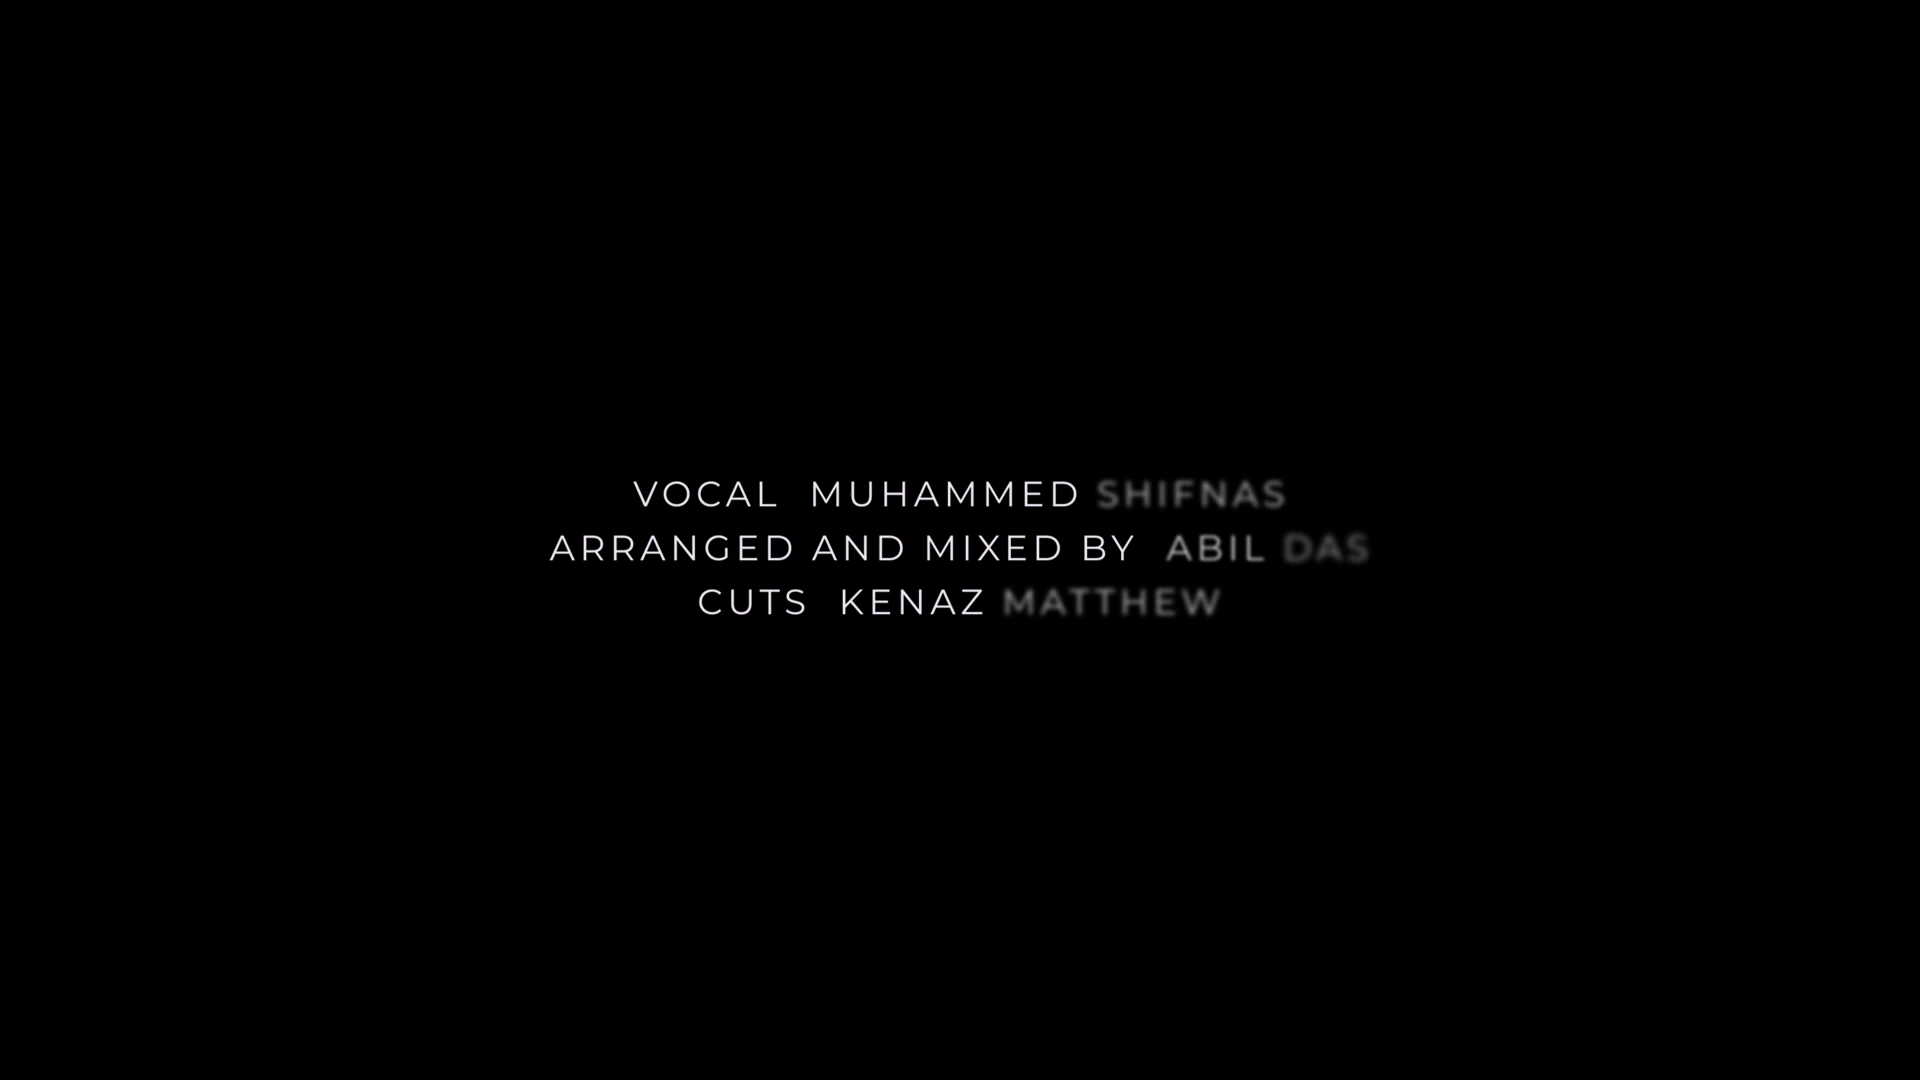 VOCAL MUHAMMED SHIFNAS
ARRANGED AND MIXED BY ABIL DAS
CUTS KENAZ MATTHEW